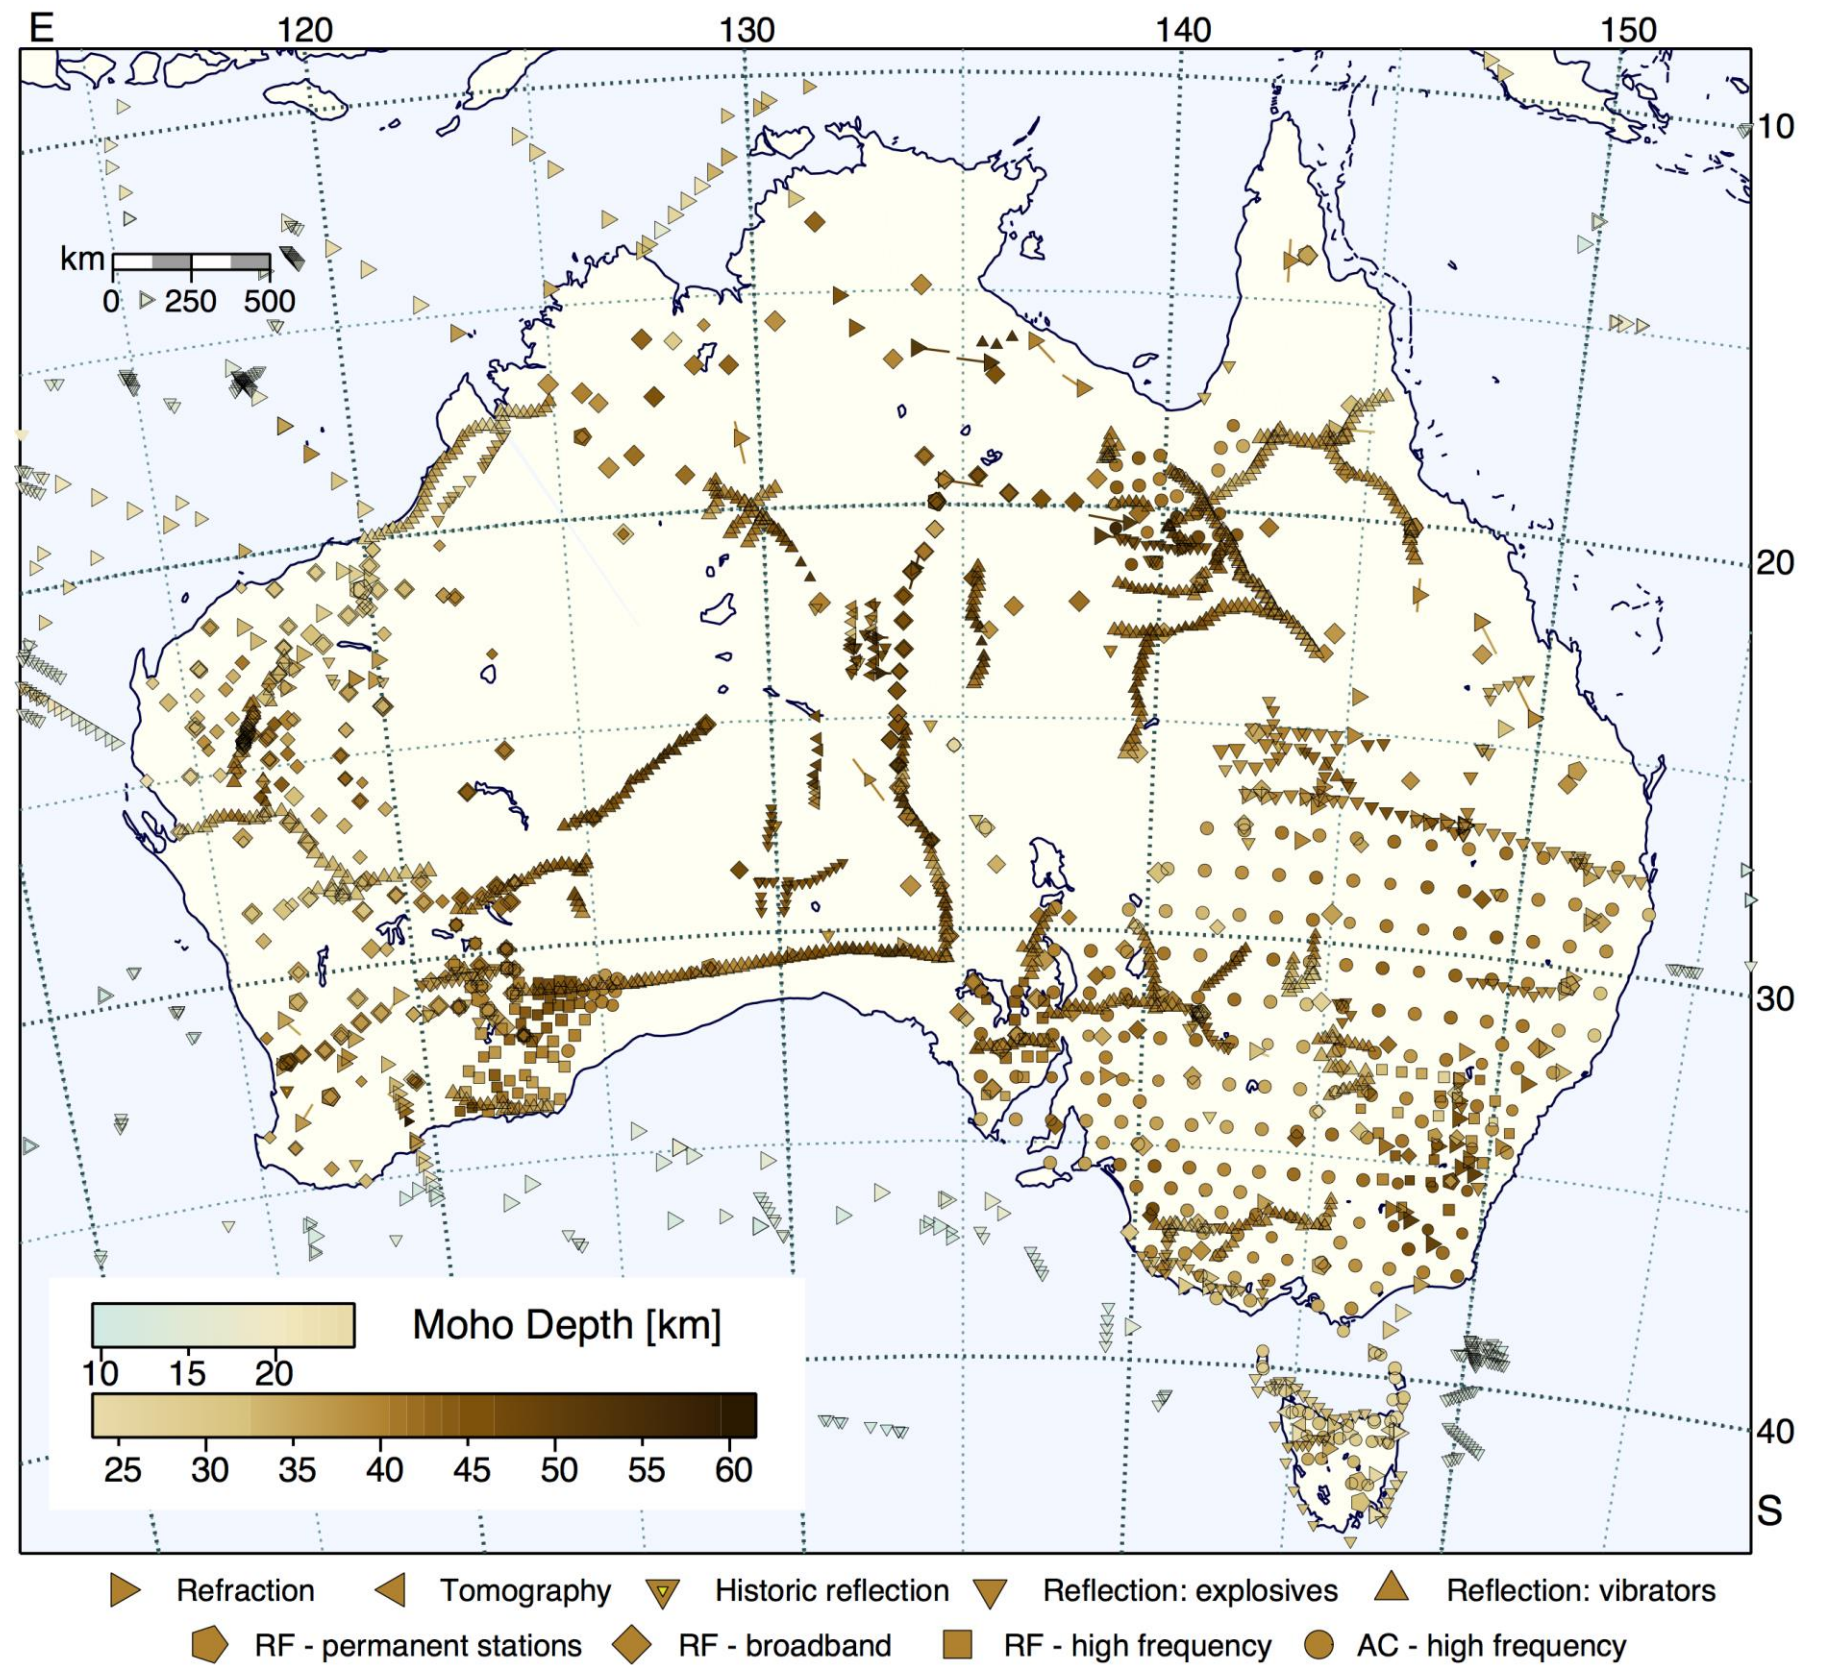 E 120 130 140 150
10
km
0 250 500
20
30
Moho Depth [km]
10 15 20
40
25 30 35 40 45 50 55 60
S
Refraction Tomography Historic reflection Reflection: explosives Reflection: vibrators
RF - permanent stations RF - broadband RF - high frequency AC - high frequency